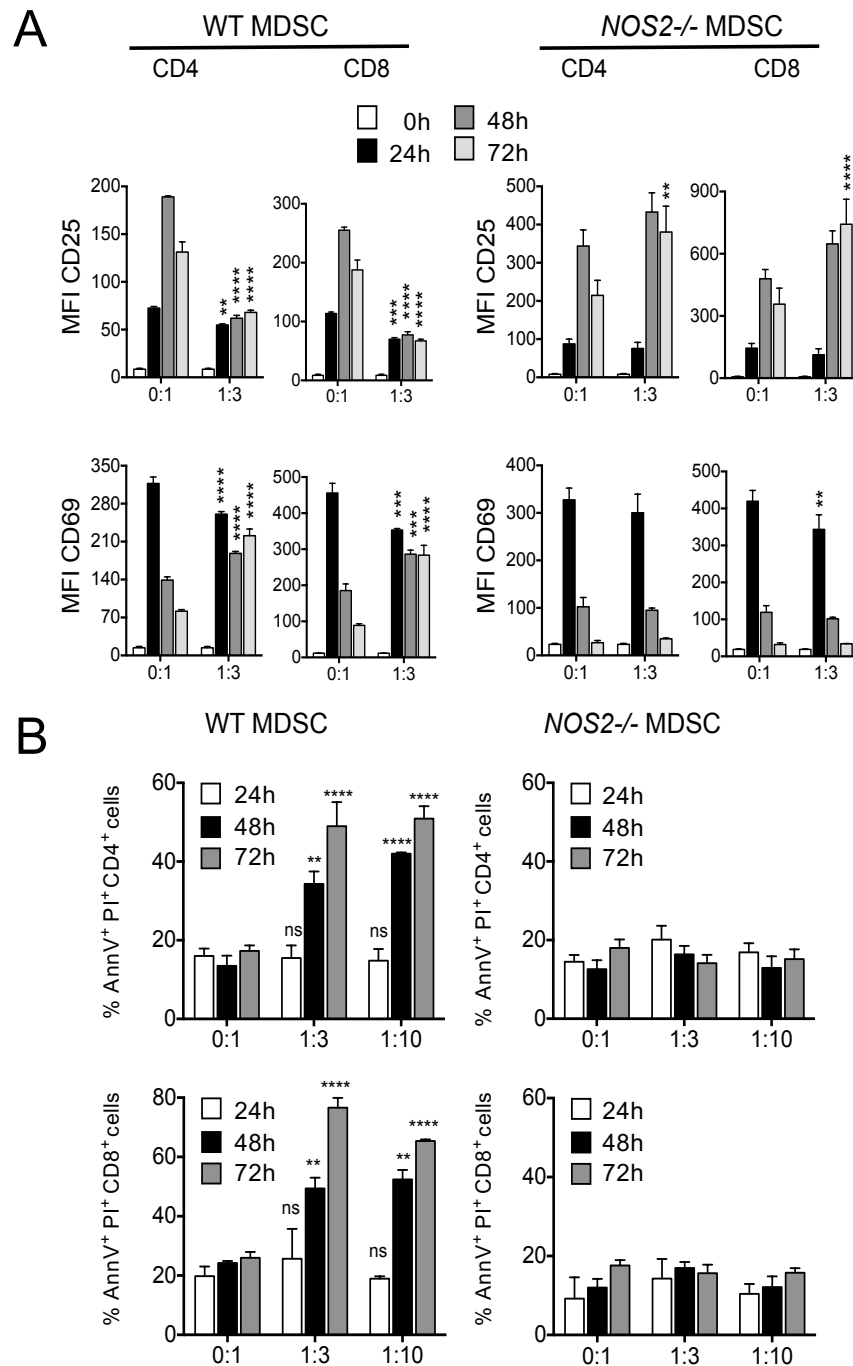 A
WT MDSC
NOS2-/- MDSC
CD4
CD8
CD4
CD8
0h
48h
24h
72h
MFI CD25
200
150
100
50
0
**
****
****
0:1
1:3
300
200
100
0
***
****
****
0:1
1:3
MFI CD25
500
400
300
200
100
0
**
0:1
1:3
900
600
300
0
****
0:1
1:3
MFI CD69
350
280
210
140
70
0
****
****
****
0:1
1:3
500
400
300
200
100
0
***
***
****
0:1
1:3
MFI CD69
400
300
200
100
0
0:1
1:3
500
400
300
200
100
0
**
0:1
1:3
B
WT MDSC
NOS2-/- MDSC
% AnnV+ PI+CD4+ cells
60
40
20
0
24h
48h
72h
ns
**
****
ns
****
****
0:1
1:3
1:10
% AnnV+ PI+CD4+ cells
60
40
20
0
24h
48h
72h
0:1
1:3
1:10
% AnnV+ PI+ CD8+ cells
80
60
40
20
0
24h
48h
72h
ns
**
****
ns
**
****
0:1
1:3
1:10
% AnnV+ PI+ CD8+ cells
60
40
20
0
24h
48h
72h
0:1
1:3
1:10